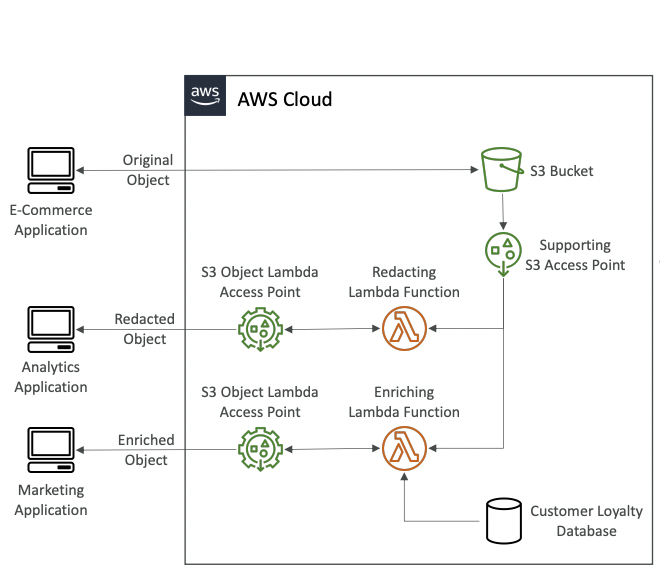 aws
AWS Cloud
Original
Object
S3 Bucket
E-Commerce
Application
Supporting
S3 Access Point
S3 Object Lambda
Access Point
Redacting
Lambda Function
Redacted
Object
Analytics
Application
S3 Object Lambda
Access Point
Enriching
Lambda Function
Enriched
Object
Marketing
Application
Customer Loyalty
Database